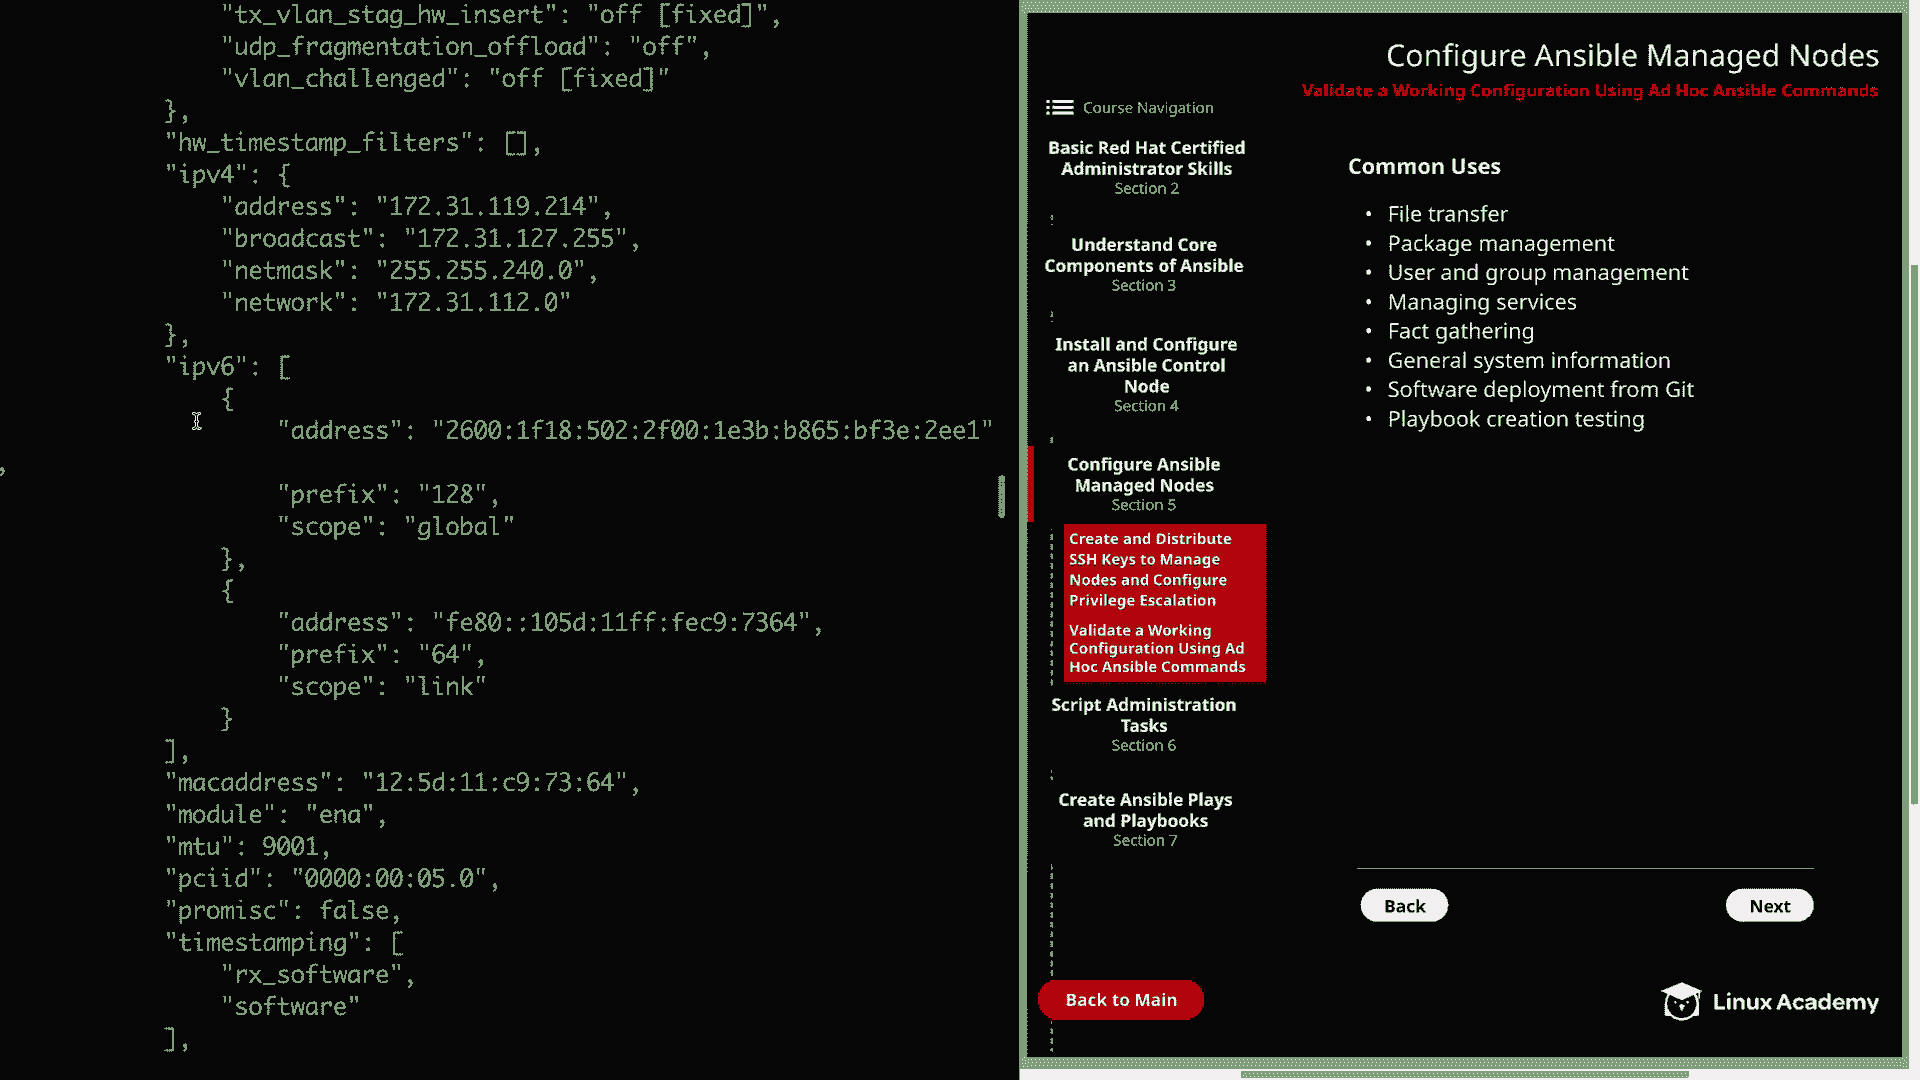 "tx_vlan_stag_hw_insert": "off [fixed]",
"udp_fragmentation_offload": "off",
"vlan_challenged": "off [fixed]"
},
"hw_timestamp_filters": [],
"ipv4": {
"address": "172.31.119.214",
"broadcast": "172.31.127.255",
"netmask": "255.255.240.0",
"network": "172.31.112.0"
},
"ipv6": [
{
"address": "2600:1f18:502:2f00:1e3b:b865:bf3e:2ee1"
,
"prefix": "128",
"scope": "global"
},
{
"address": "fe80::105d:11ff:fec9:7364",
"prefix": "64",
"scope": "link"
}
],
"macaddress": "12:5d:11:c9:73:64",
"module": "ena",
"mtu": 9001,
"pciid": "0000:00:05.0",
"promisc": false,
"timestamping": [
"rx_software",
"software"
],
Configure Ansible Managed Nodes
Validate a Working Configuration Using Ad Hoc Ansible Commands
Course Navigation
Basic Red Hat Certified
Administrator Skills
Section 2
Understand Core
Components of Ansible
Section 3
Install and Configure
an Ansible Control
Node
Section 4
Configure Ansible
Managed Nodes
Section 5
Create and Distribute
SSH Keys to Manage
Nodes and Configure
Privilege Escalation
Validate a Working
Configuration Using Ad
Hoc Ansible Commands
Script Administration
Tasks
Section 6
Create Ansible Plays
and Playbooks
Section 7
Back to Main
Common Uses
• File transfer
• Package management
• User and group management
• Managing services
• Fact gathering
• General system information
• Software deployment from Git
• Playbook creation testing
Back
Next
Linux Academy